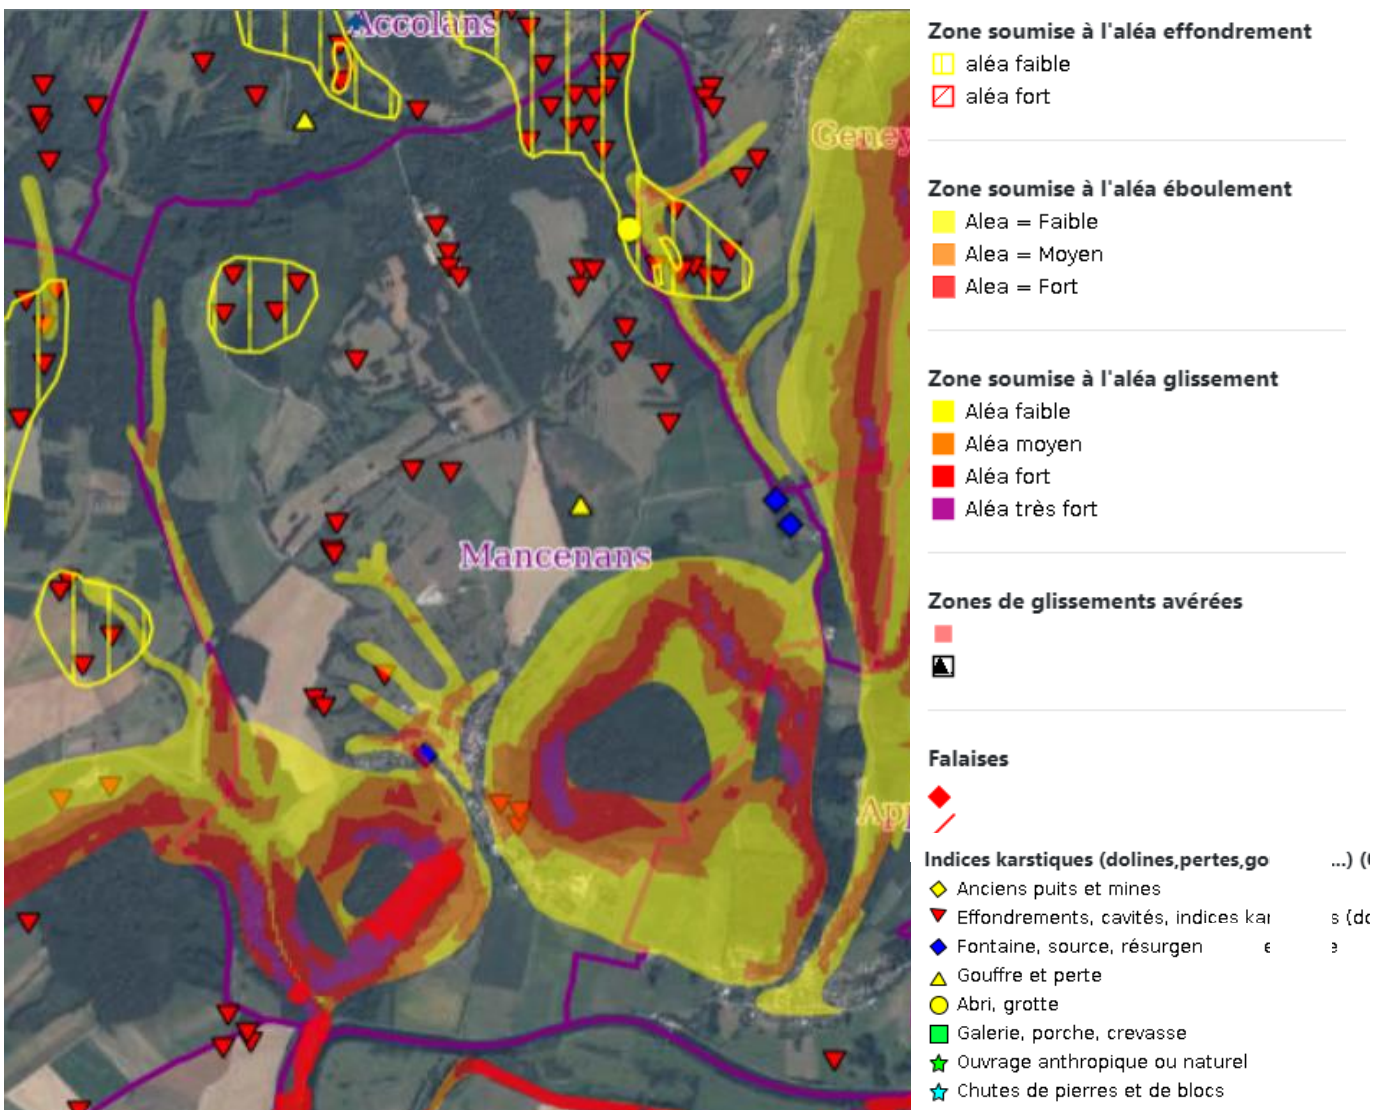 Accolans
Geney
Mancenans
App
Zone soumise à l'aléa effondrement
aléa faible
aléa fort
Zone soumise à l'aléa éboulement
Alea = Faible
Alea = Moyen
Alea = Fort
Zone soumise à l'aléa glissement
Aléa faible
Aléa moyen
Aléa fort
Aléa très fort
Zones de glissements avérées
Falaises
Indices karstiques (dolines,pertes,go ...) (
Anciens puits et mines
Effondrements, cavités, indices kar s (do
Fontaine, source, résurgen e e
Gouffre et perte
Abri, grotte
Galerie, porche, crevasse
Ouvrage anthropique ou naturel
Chutes de pierres et de blocs